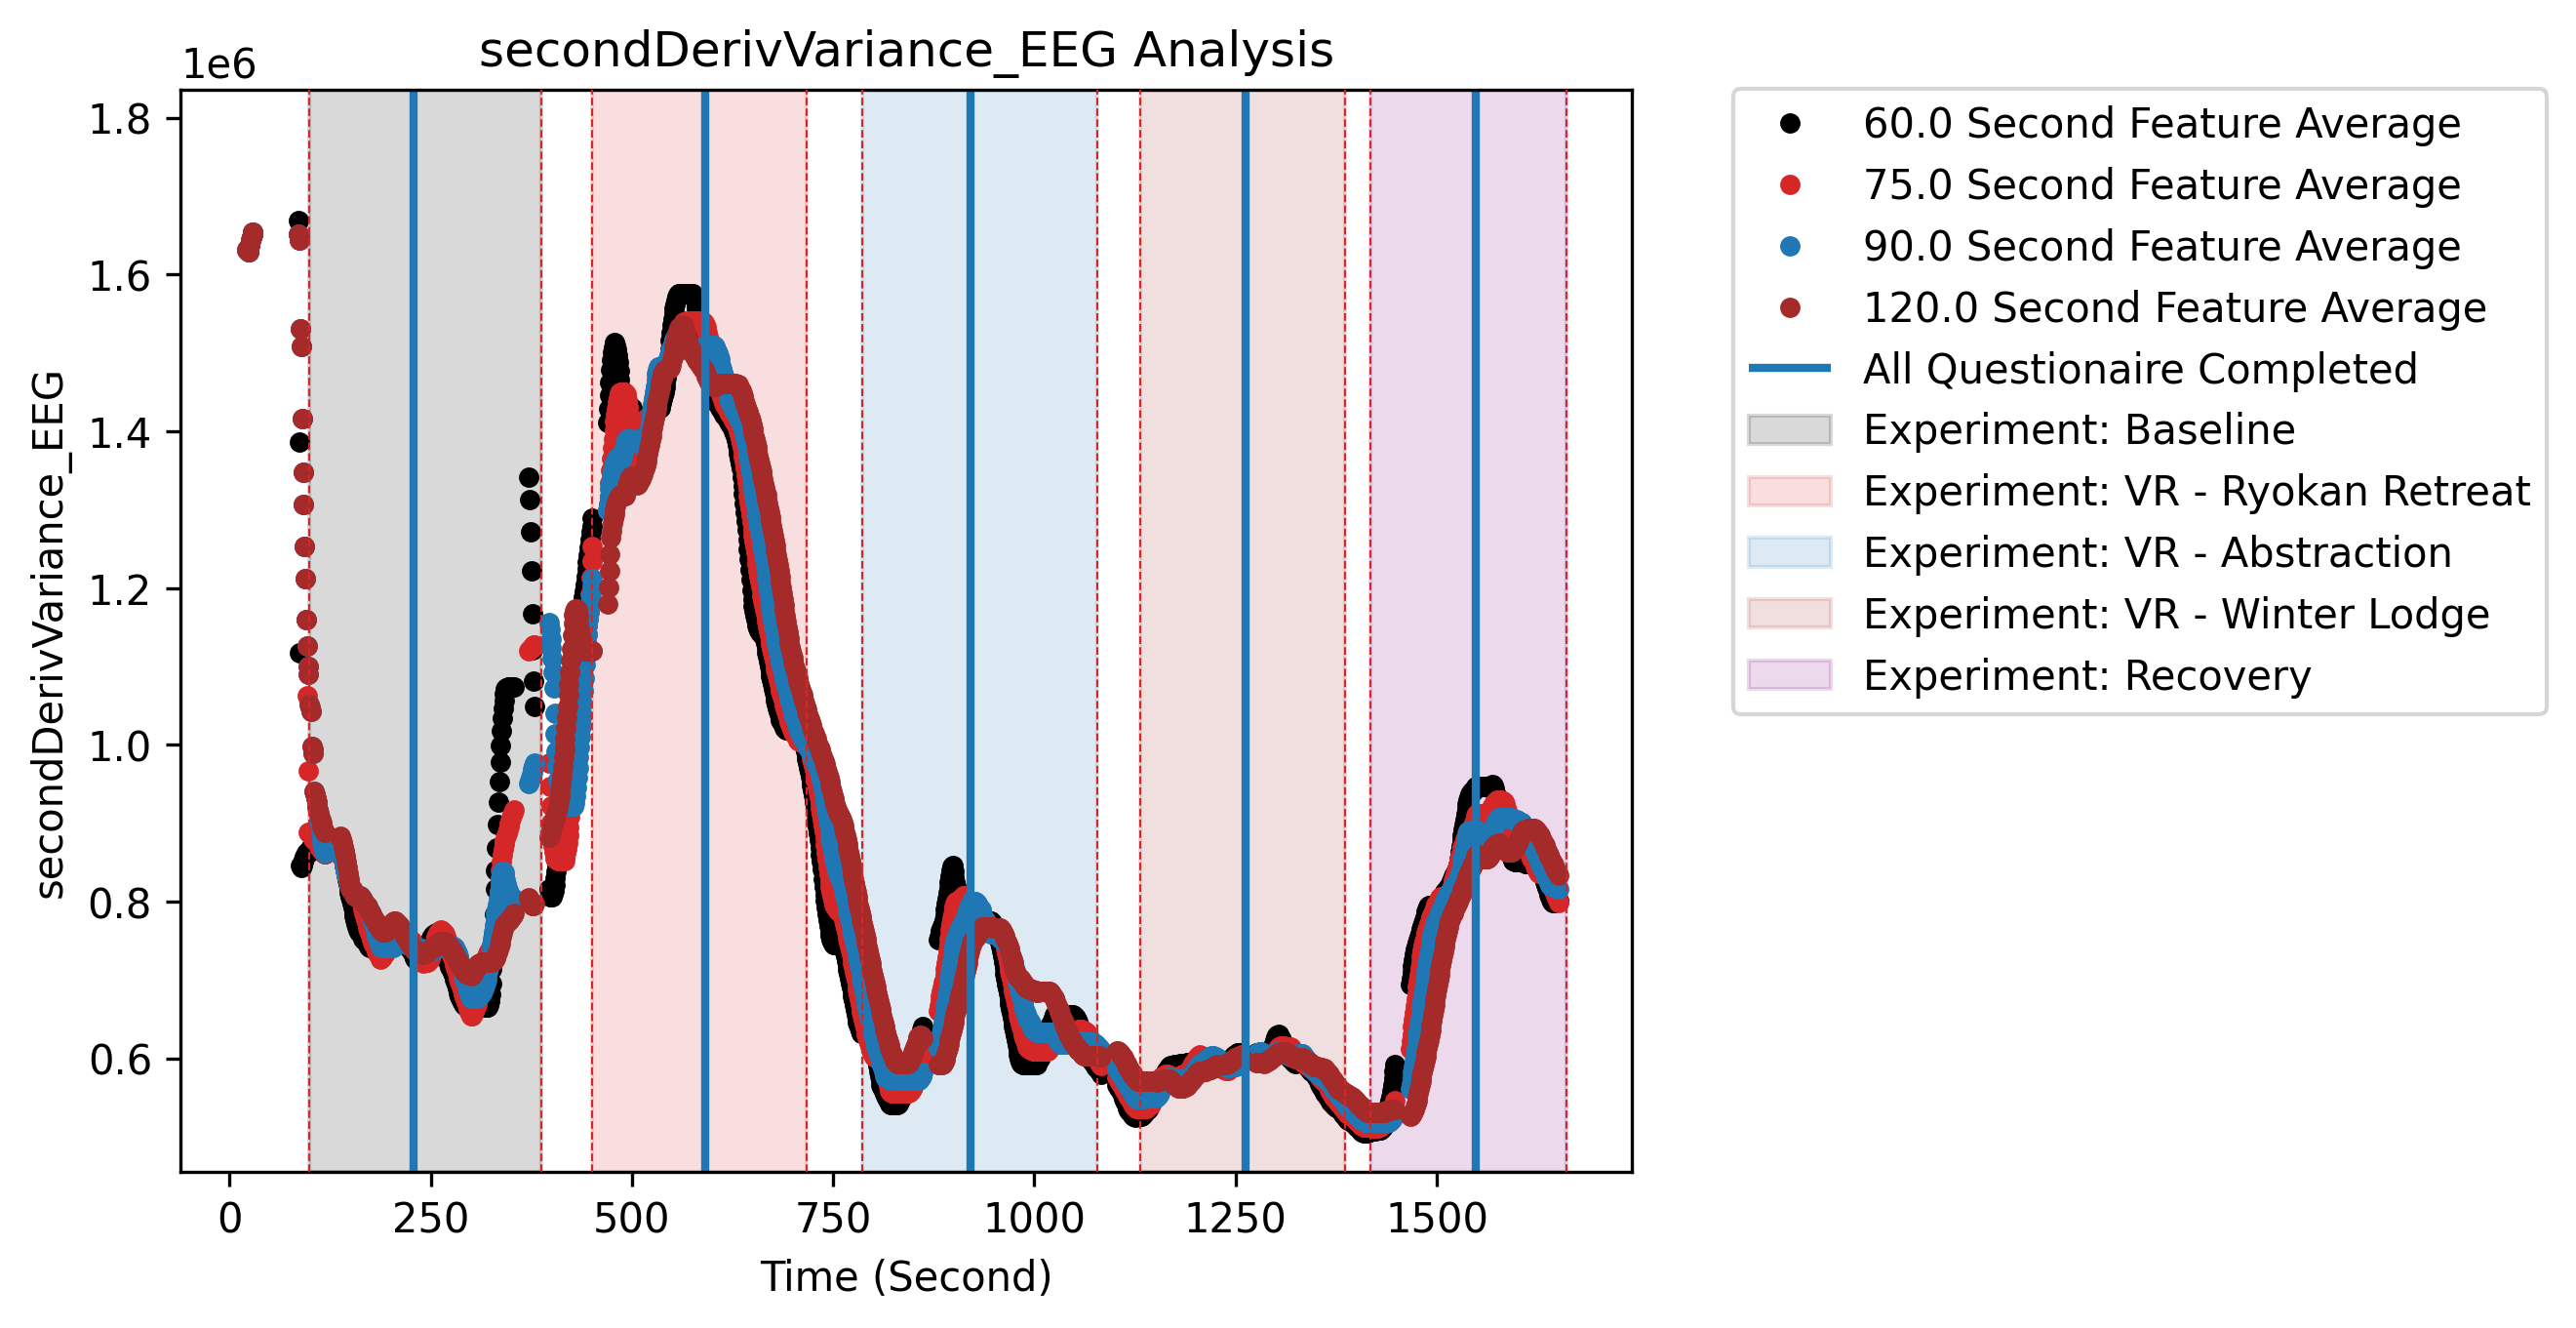 secondDerivVariance_EEG Analysis
1e6
1.8
1.6
1.4
1.2
1.0
0.8
0.6
secondDerivVariance_EEG
0 250 500 750 1000 1250 1500
Time (Second)
60.0 Second Feature Average
75.0 Second Feature Average
90.0 Second Feature Average
120.0 Second Feature Average
All Questionaire Completed
Experiment: Baseline
Experiment: VR - Ryokan Retreat
Experiment: VR - Abstraction
Experiment: VR - Winter Lodge
Experiment: Recovery